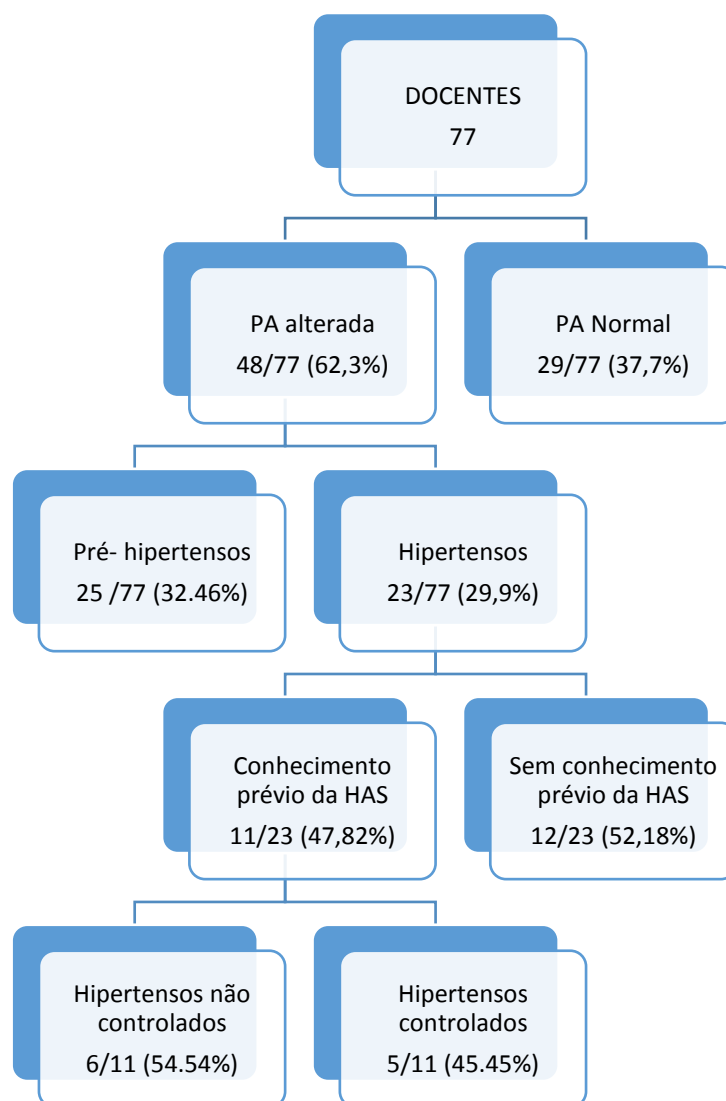 DOCENTES
77
PA alterada
48/77 (62,3%)
PA Normal
29/77 (37,7%)
Pré- hipertensos
25 /77 (32.46%)
Hipertensos
23/77 (29,9%)
Conhecimento
prévio da HAS
11/23 (47,82%)
Sem conhecimento
prévio da HAS
12/23 (52,18%)
Hipertensos não
controlados
6/11 (54.54%)
Hipertensos
controlados
5/11 (45.45%)